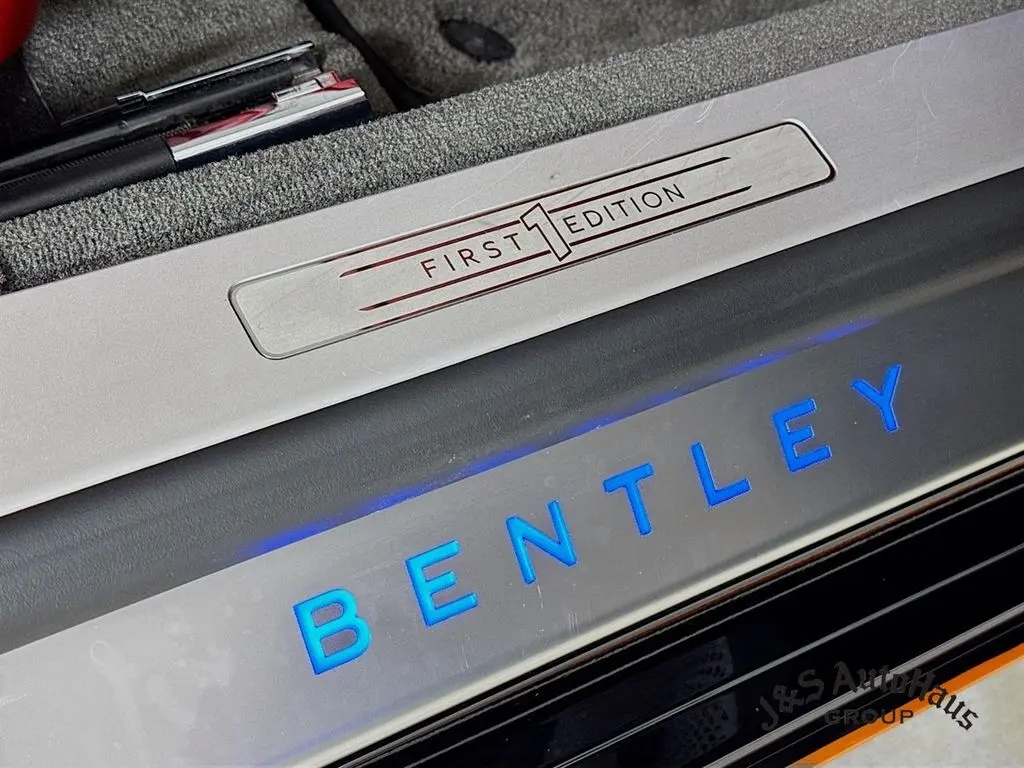 FIRST 1 EDITION
BENTLEY
J&S AutoHaus
GROUP